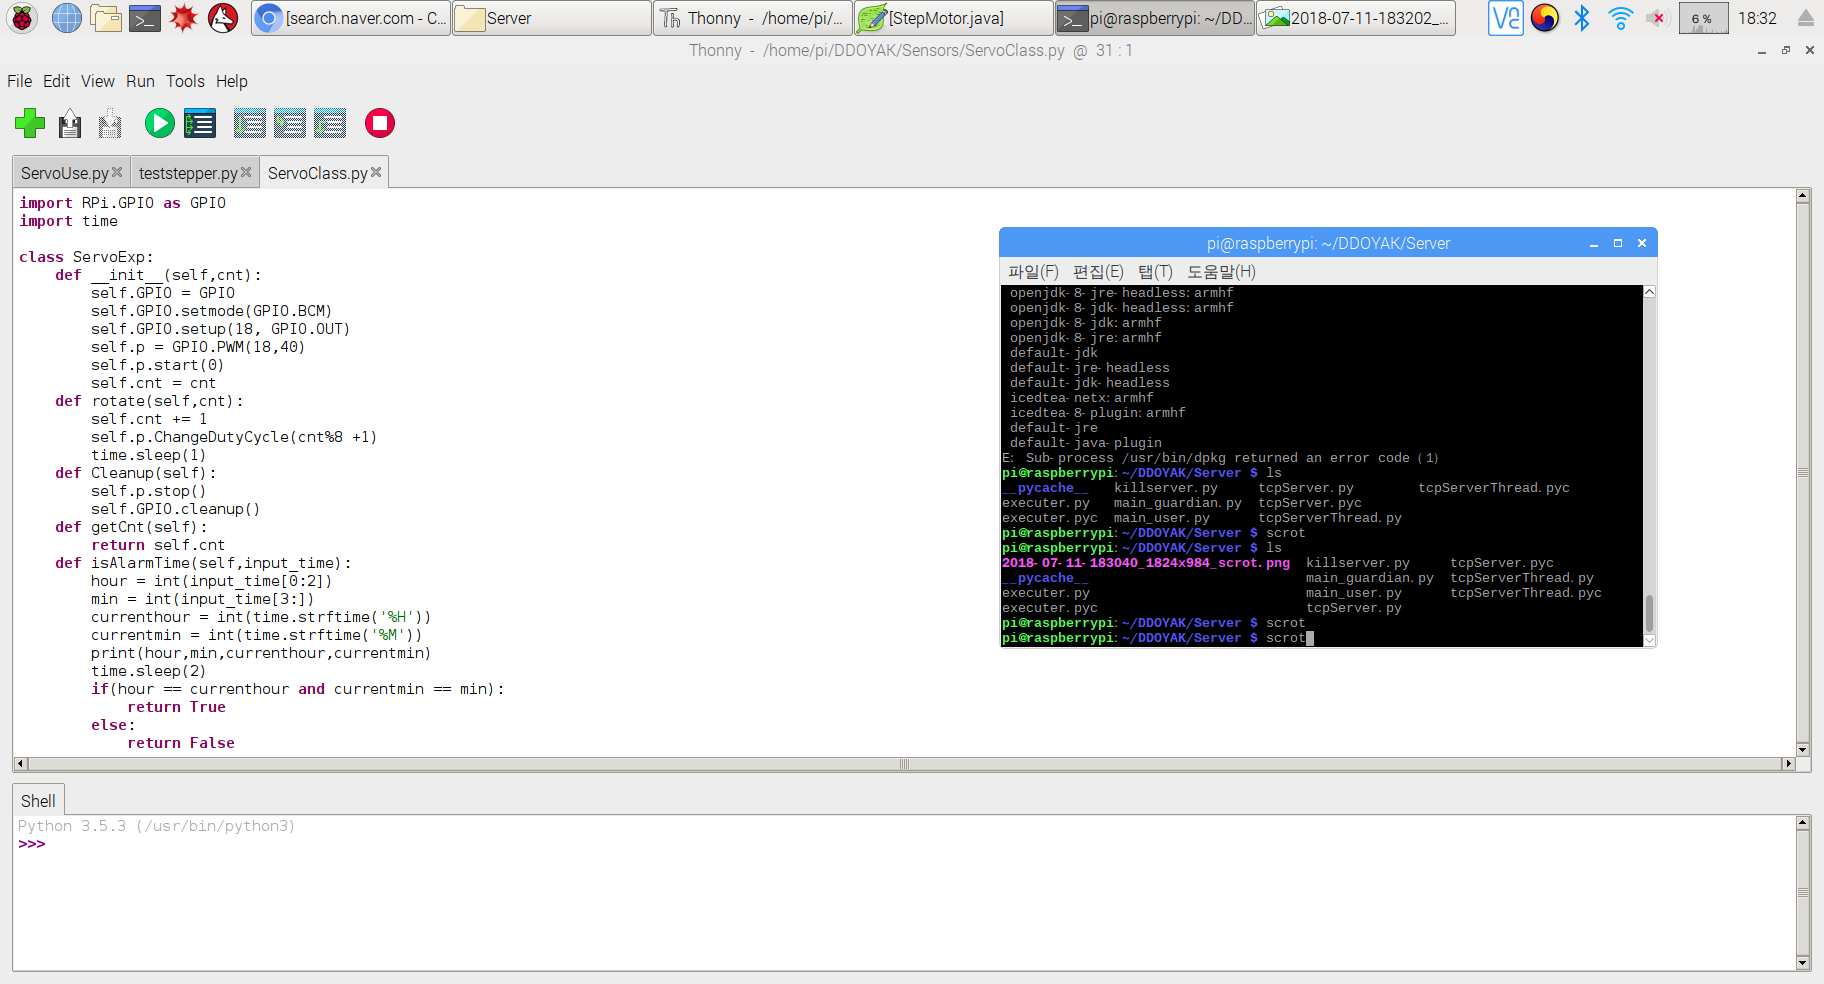 [search.naver.com - C...
Server
Thonny - /home/pi/...
[StepMotor.java]
pi@raspberrypi: ~/DD...
2018-07-11-183202_...
6 %
18:32
Thonny - /home/pi/DDOYAK/Sensors/ServoClass.py @ 31 : 1
File Edit View Run Tools Help
ServoUse.py
teststepper.py
ServoClass.py
import RPi.GPIO as GPIO
import time
class ServoExp:
    def __init__(self,cnt):
        self.GPIO = GPIO
        self.GPIO.setmode(GPIO.BCM)
        self.GPIO.setup(18, GPIO.OUT)
        self.p = GPIO.PWM(18,40)
        self.p.start(0)
        self.cnt = cnt
    def rotate(self,cnt):
        self.cnt += 1
        self.p.ChangeDutyCycle(cnt%8 +1)
        time.sleep(1)
    def Cleanup(self):
        self.p.stop()
        self.GPIO.cleanup()
    def getCnt(self):
        return self.cnt
    def isAlarmTime(self,input_time):
        hour = int(input_time[0:2])
        min = int(input_time[3:])
        currenthour = int(time.strftime('%H'))
        currentmin = int(time.strftime('%M'))
        print(hour,min,currenthour,currentmin)
        time.sleep(2)
        if(hour == currenthour and currentmin == min):
            return True
        else:
            return False
pi@raspberrypi: ~/DDOYAK/Server
파일(F) 편집(E) 탭(T) 도움말(H)
openjdk-8-jre-headless:armhf
openjdk-8-jdk-headless:armhf
openjdk-8-jdk:armhf
openjdk-8-jre:armhf
default-jdk
default-jre-headless
default-jdk-headless
icedtea-netx:armhf
icedtea-8-plugin:armhf
default-jre
default-java-plugin
E: Sub-process /usr/bin/dpkg returned an error code (1)
pi@raspberrypi:~/DDOYAK/Server $ ls
__pycache__ killserver.py tcpServer.py tcpServerThread.pyc
executer.py main_guardian.py tcpServer.pyc
executer.pyc main_user.py tcpServerThread.py
pi@raspberrypi:~/DDOYAK/Server $ scrot
pi@raspberrypi:~/DDOYAK/Server $ ls
2018-07-11-183040_1824x984_scrot.png killserver.py tcpServer.pyc
__pycache__ main_guardian.py tcpServerThread.py
executer.py main_user.py tcpServerThread.pyc
executer.pyc tcpServer.py
pi@raspberrypi:~/DDOYAK/Server $ scrot
pi@raspberrypi:~/DDOYAK/Server $ scrot
Shell
Python 3.5.3 (/usr/bin/python3)
>>>